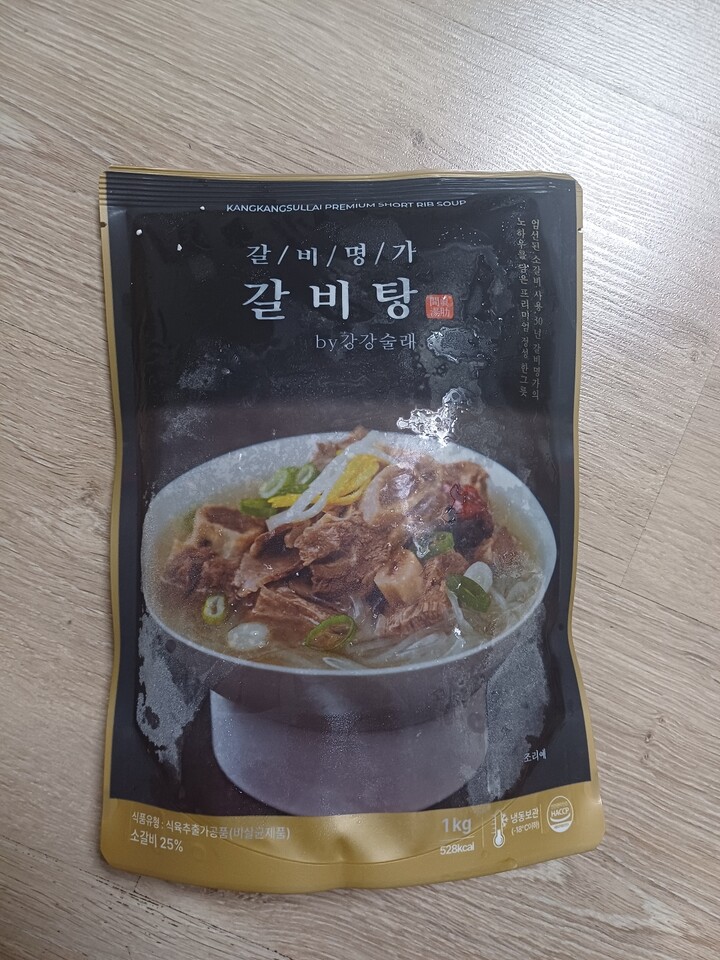 KANGKANGSULLAI PREMIUM SHORT RIB SOUP
갈/비/명/가
갈비탕
by강강술래
엄선된 소갈비 사용 30년 갈비명가의
노하우를 담은 프리미엄 정성 한그릇
조리예
식품유형 : 식육추출가공품(비살균제품)
소갈비 25%
1kg
528kcal
냉동보관
(-18℃이하)
HACCP